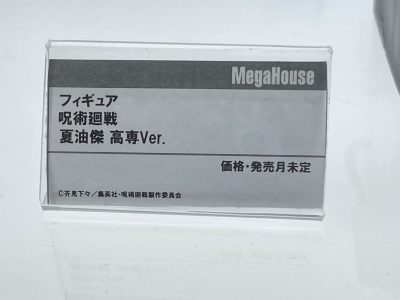 MegaHouse
フィギュア
呪術廻戦
夏油傑 高専Ver.
価格・発売月未定
©芥見下々／集英社・呪術廻戦製作委員会